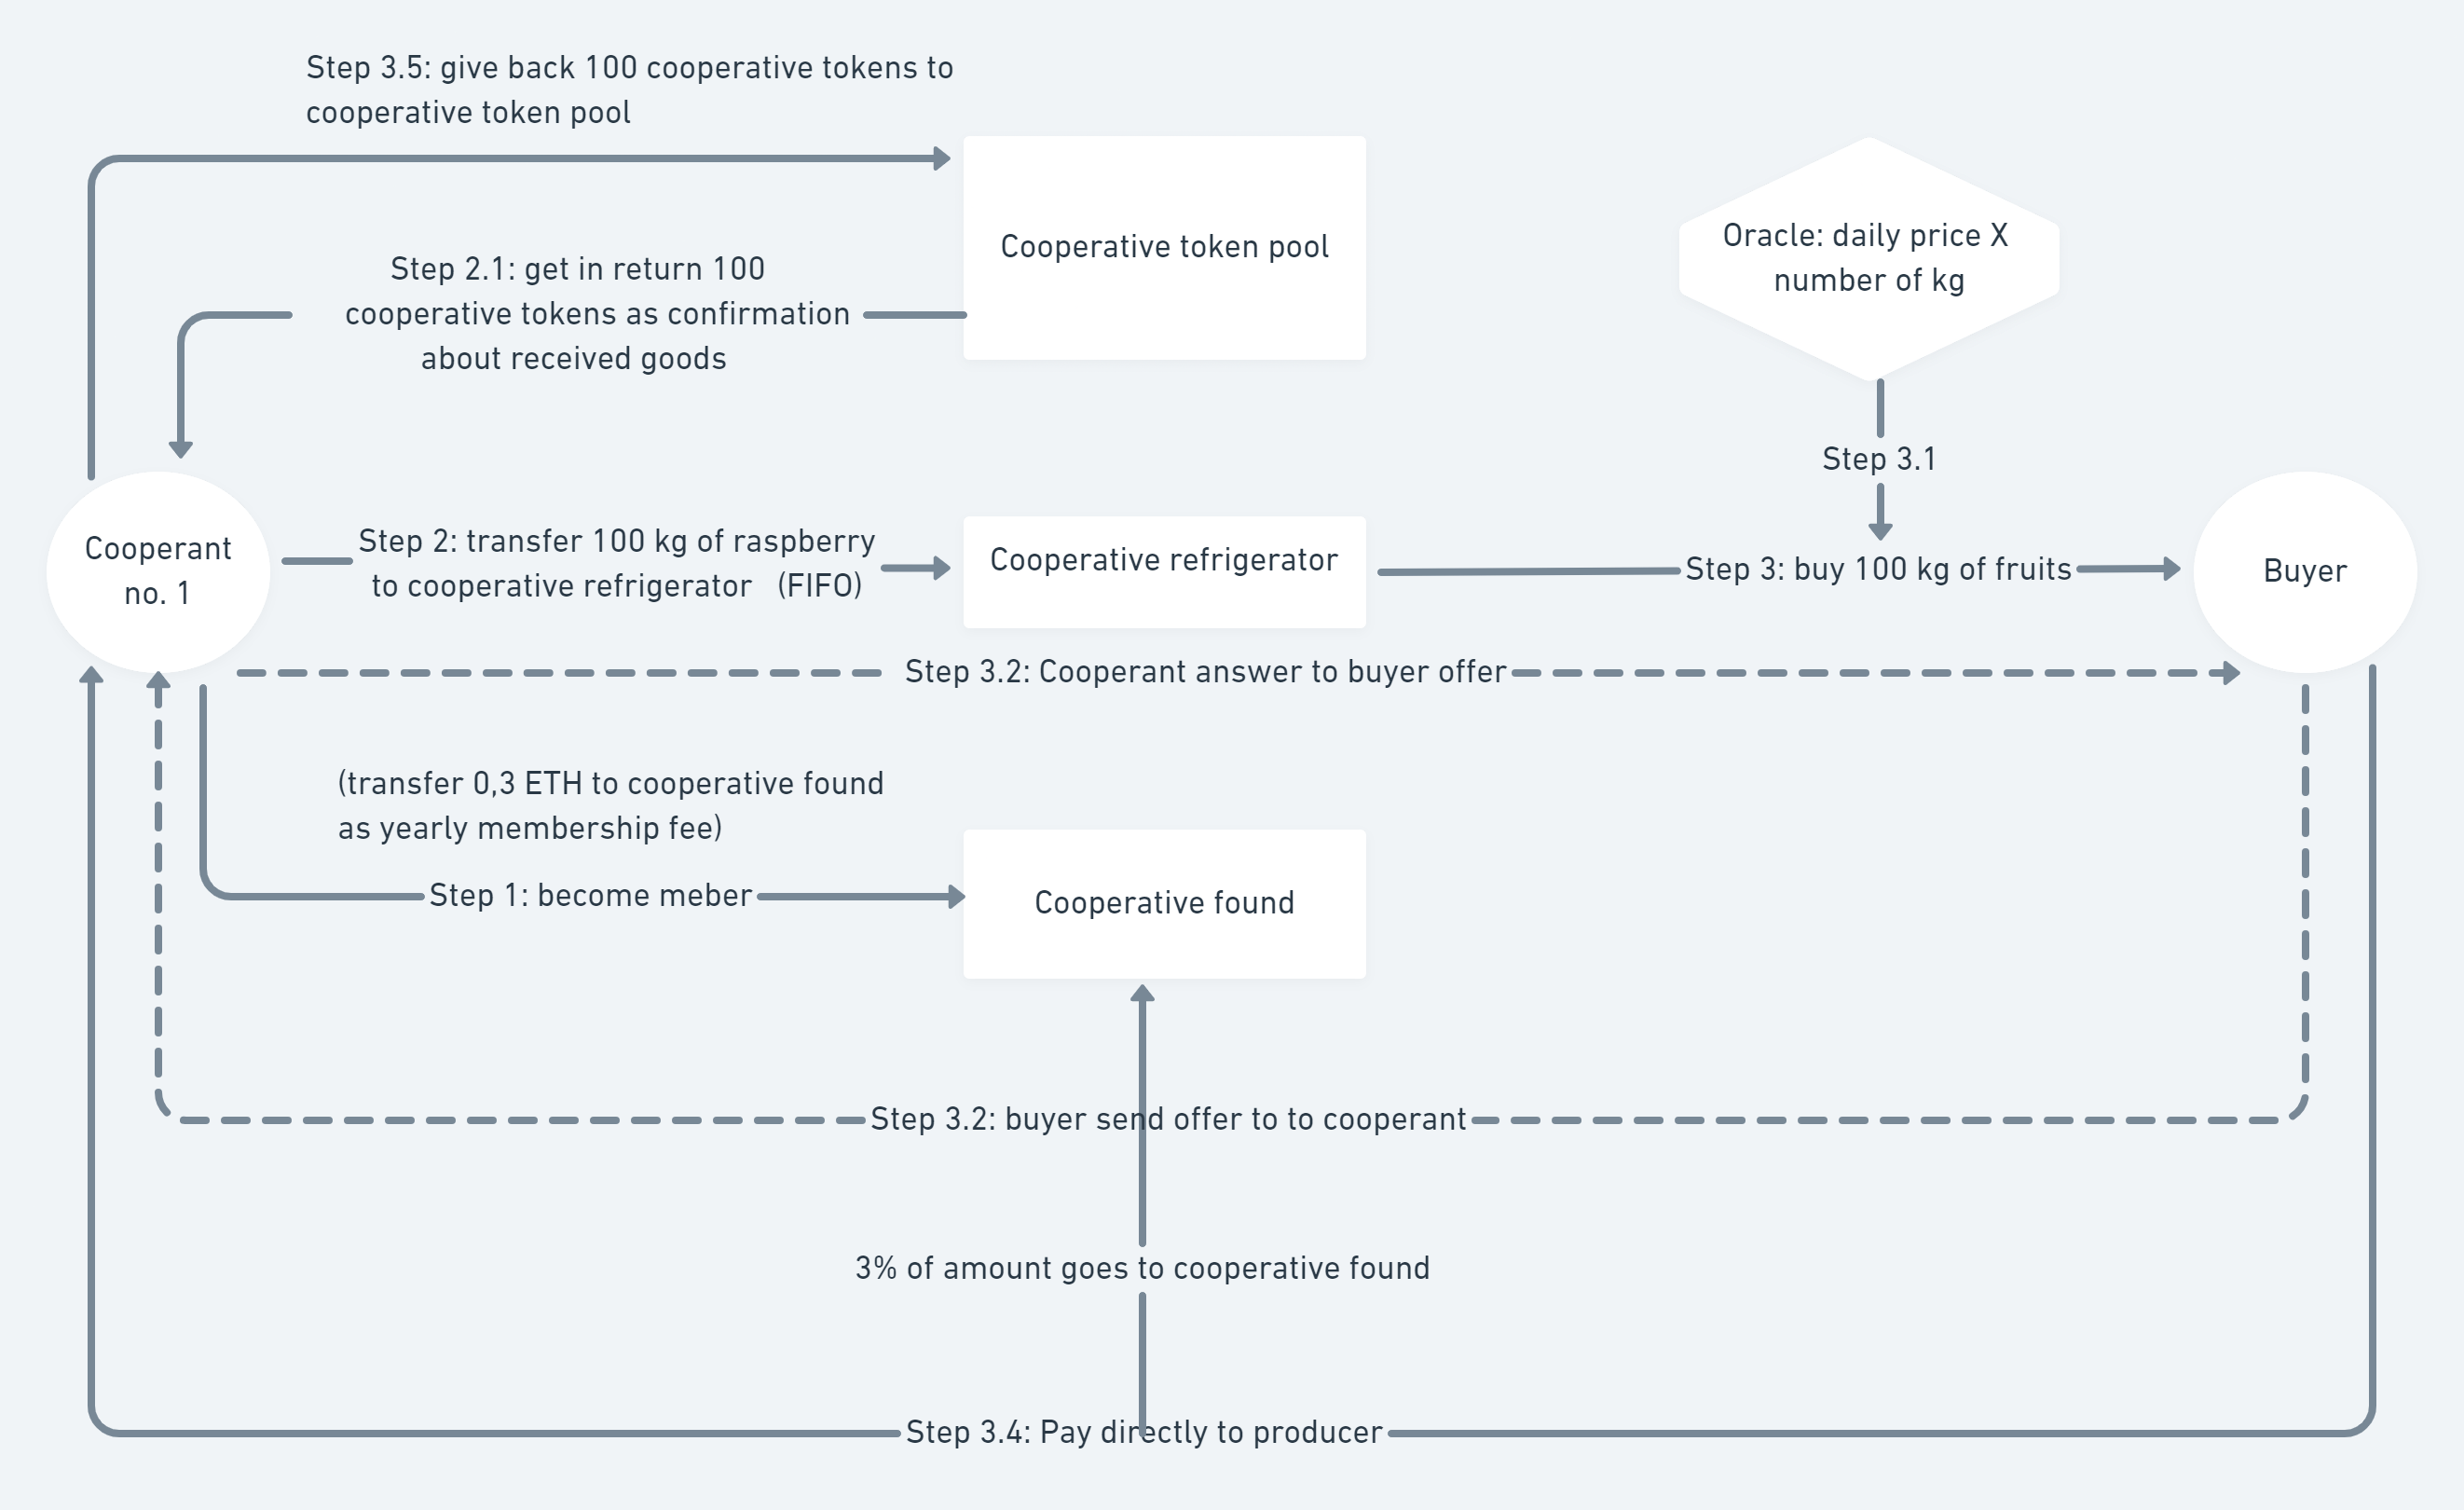 Step 3.5: give back 100 cooperative tokens to
cooperative token pool
Cooperative token pool
Oracle: daily price X
number of kg
Step 2.1: get in return 100
cooperative tokens as confirmation
about received goods
Step 3.1
Cooperant
no. 1
Step 2: transfer 100 kg of raspberry
to cooperative refrigerator (FIFO)
Cooperative refrigerator
Step 3: buy 100 kg of fruits
Buyer
Step 3.2: Cooperant answer to buyer offer
(transfer 0,3 ETH to cooperative found
as yearly membership fee)
Step 1: become meber
Cooperative found
Step 3.2: buyer send offer to to cooperant
3% of amount goes to cooperative found
Step 3.4: Pay directly to producer